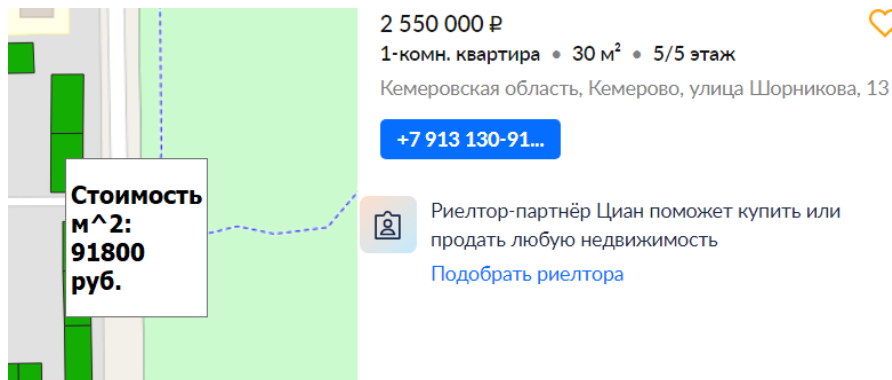 2 550 000 ₽
1-комн. квартира • 30 м² • 5/5 этаж
Кемеровская область, Кемерово, улица Шорникова, 13
+7 913 130-91...
Стоимость
м^2:
91800
руб.
Риелтор-партнёр Циан поможет купить или
продать любую недвижимость
Подобрать риелтора